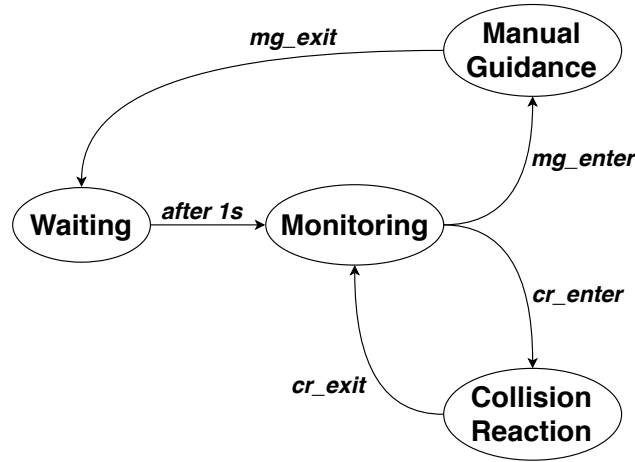 mg_exit
Manual
Guidance
mg_enter
Waiting
after 1s
Monitoring
cr_enter
cr_exit
Collision
Reaction